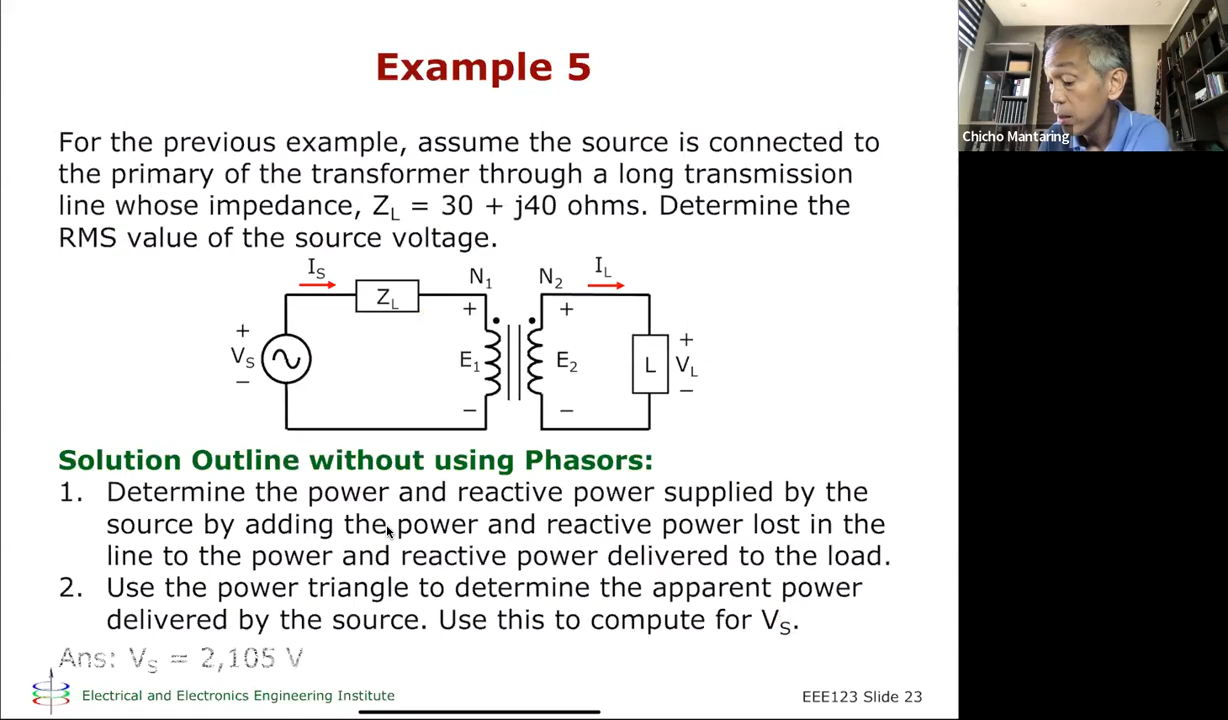 Example 5
Chicho Mantaring
For the previous example, assume the source is connected to
the primary of the transformer through a long transmission
line whose impedance, Z_L = 30 + j40 ohms. Determine the
RMS value of the source voltage.
I_S Z_L N_1 N_2 I_L
+ + +
+ V_S − E_1 E_2 L + V_L −
− −
Solution Outline without using Phasors:
1. Determine the power and reactive power supplied by the
source by adding the power and reactive power lost in the
line to the power and reactive power delivered to the load.
2. Use the power triangle to determine the apparent power
delivered by the source. Use this to compute for V_S.
Ans: V_S = 2,105 V
Electrical and Electronics Engineering Institute
EEE123 Slide 23